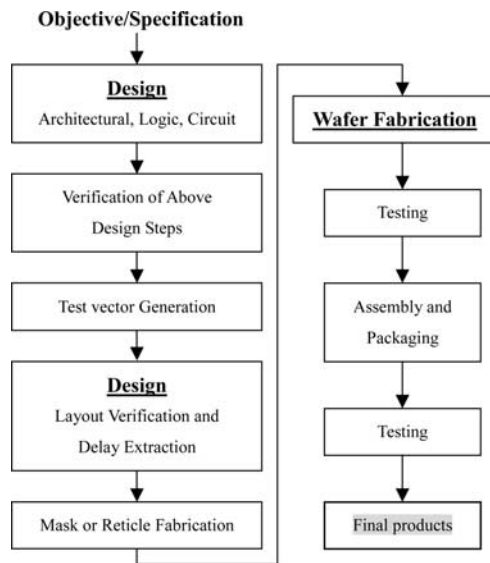 Objective/Specification
Design
Architectural, Logic, Circuit
Verification of Above
Design Steps
Test vector Generation
Design
Layout Verification and
Delay Extraction
Mask or Reticle Fabrication
Wafer Fabrication
Testing
Assembly and
Packaging
Testing
Final products